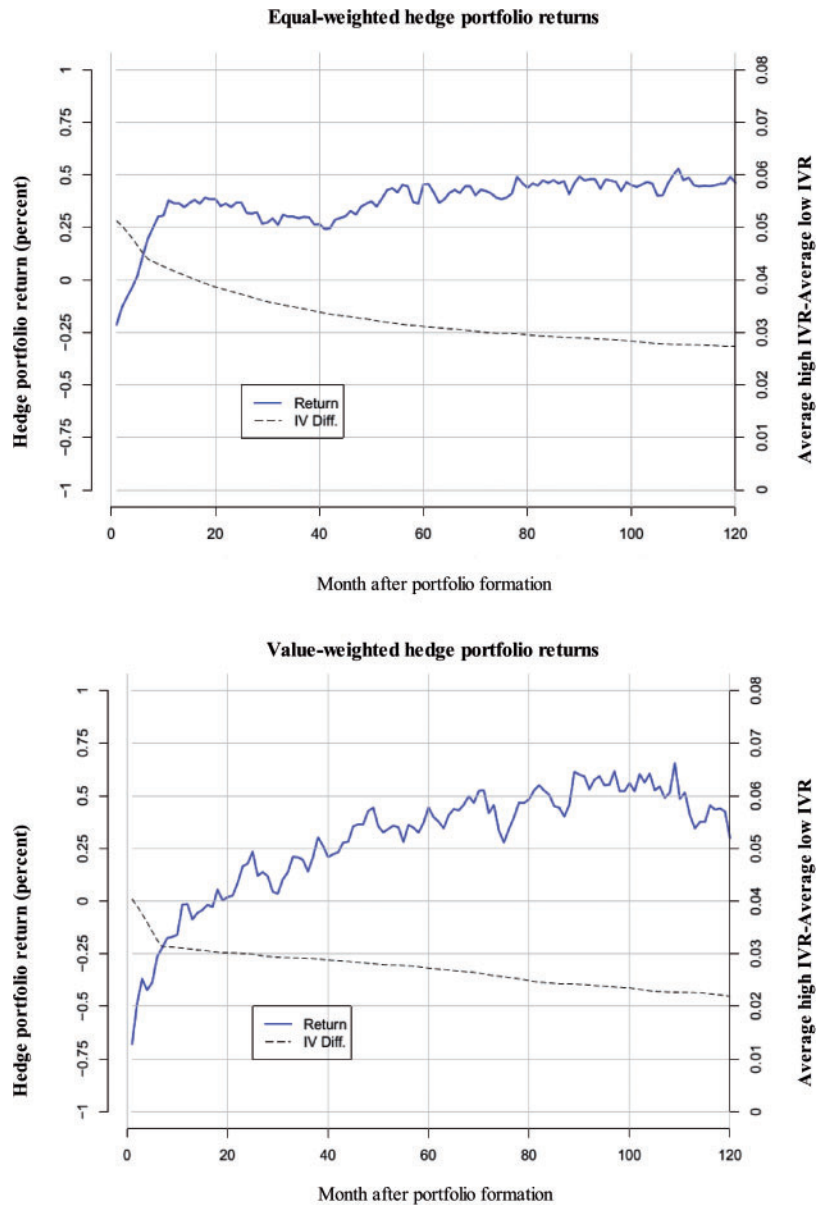 Equal-weighted hedge portfolio returns
Hedge portfolio return (percent)
1
0.75
0.5
0.25
0
−0.25
−0.5
−0.75
−1
0.08
0.07
0.06
0.05
0.04
0.03
0.02
0.01
0
Average high IVR-Average low IVR
Return
IV Diff.
0 20 40 60 80 100 120
Month after portfolio formation
Value-weighted hedge portfolio returns
Hedge portfolio return (percent)
1
0.75
0.5
0.25
0
−0.25
−0.5
−0.75
−1
0.08
0.07
0.06
0.05
0.04
0.03
0.02
0.01
0
Average high IVR-Average low IVR
Return
IV Diff.
0 20 40 60 80 100 120
Month after portfolio formation